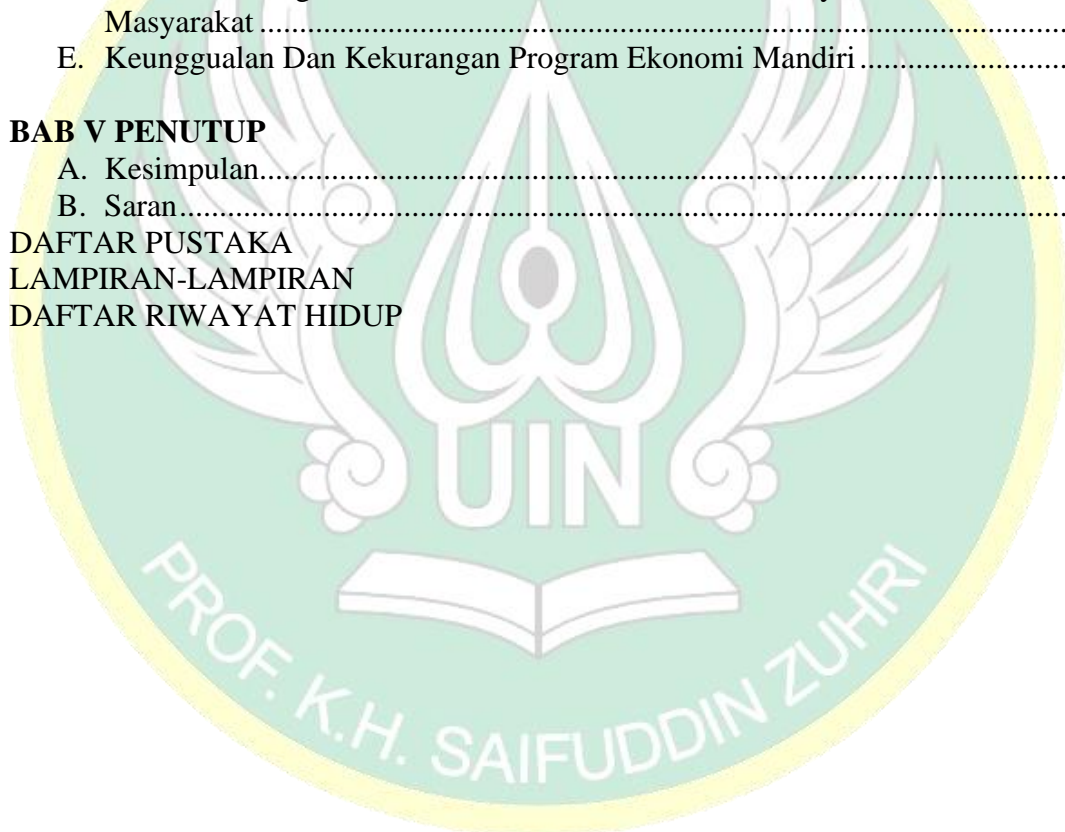 Masyarakat ................................................................................................
E. Keunggualan Dan Kekurangan Program Ekonomi Mandiri ..........................
BAB V PENUTUP
A. Kesimpulan................................................................................................
B. Saran..........................................................................................................
DAFTAR PUSTAKA
LAMPIRAN-LAMPIRAN
DAFTAR RIWAYAT HIDUP
UIN
PROF. K.H. SAIFUDDIN ZUHRI